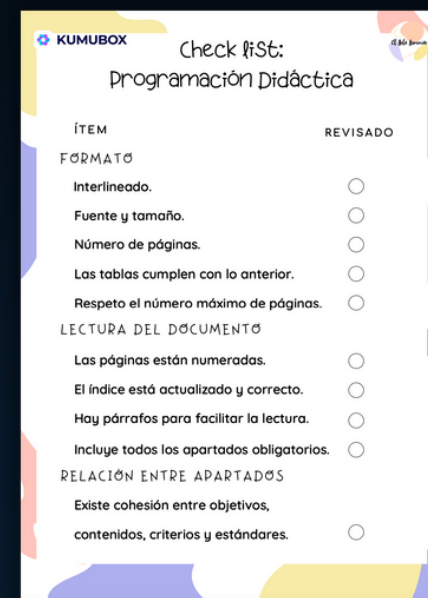 KUMUBOX
Check list:
Programación Didáctica
ÍTEM
REVISADO
FORMATO
Interlineado.
Fuente y tamaño.
Número de páginas.
Las tablas cumplen con lo anterior.
Respeto el número máximo de páginas.
LECTURA DEL DOCUMENTO
Las páginas están numeradas.
El índice está actualizado y correcto.
Hay párrafos para facilitar la lectura.
Incluye todos los apartados obligatorios.
RELACIÓN ENTRE APARTADOS
Existe cohesión entre objetivos,
contenidos, criterios y estándares.